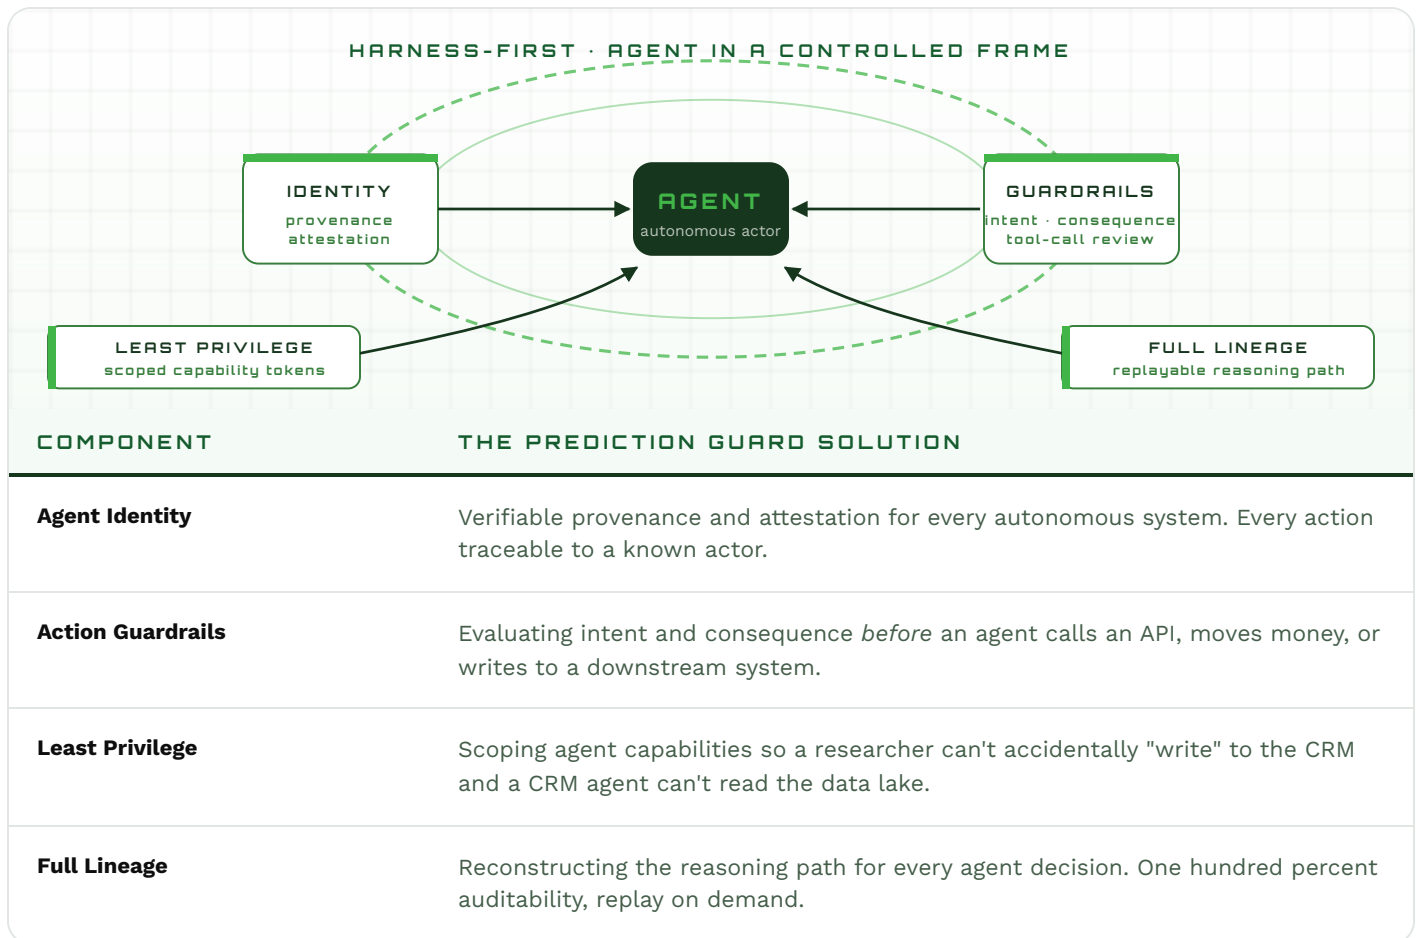 HARNESS-FIRST · AGENT IN A CONTROLLED FRAME
IDENTITY
provenance
attestation
AGENT
autonomous actor
GUARDRAILS
intent · consequence
tool-call review
LEAST PRIVILEGE
scoped capability tokens
FULL LINEAGE
replayable reasoning path
COMPONENT
THE PREDICTION GUARD SOLUTION
Agent Identity
Verifiable provenance and attestation for every autonomous system. Every action
traceable to a known actor.
Action Guardrails
Evaluating intent and consequence before an agent calls an API, moves money, or
writes to a downstream system.
Least Privilege
Scoping agent capabilities so a researcher can't accidentally "write" to the CRM
and a CRM agent can't read the data lake.
Full Lineage
Reconstructing the reasoning path for every agent decision. One hundred percent
auditability, replay on demand.